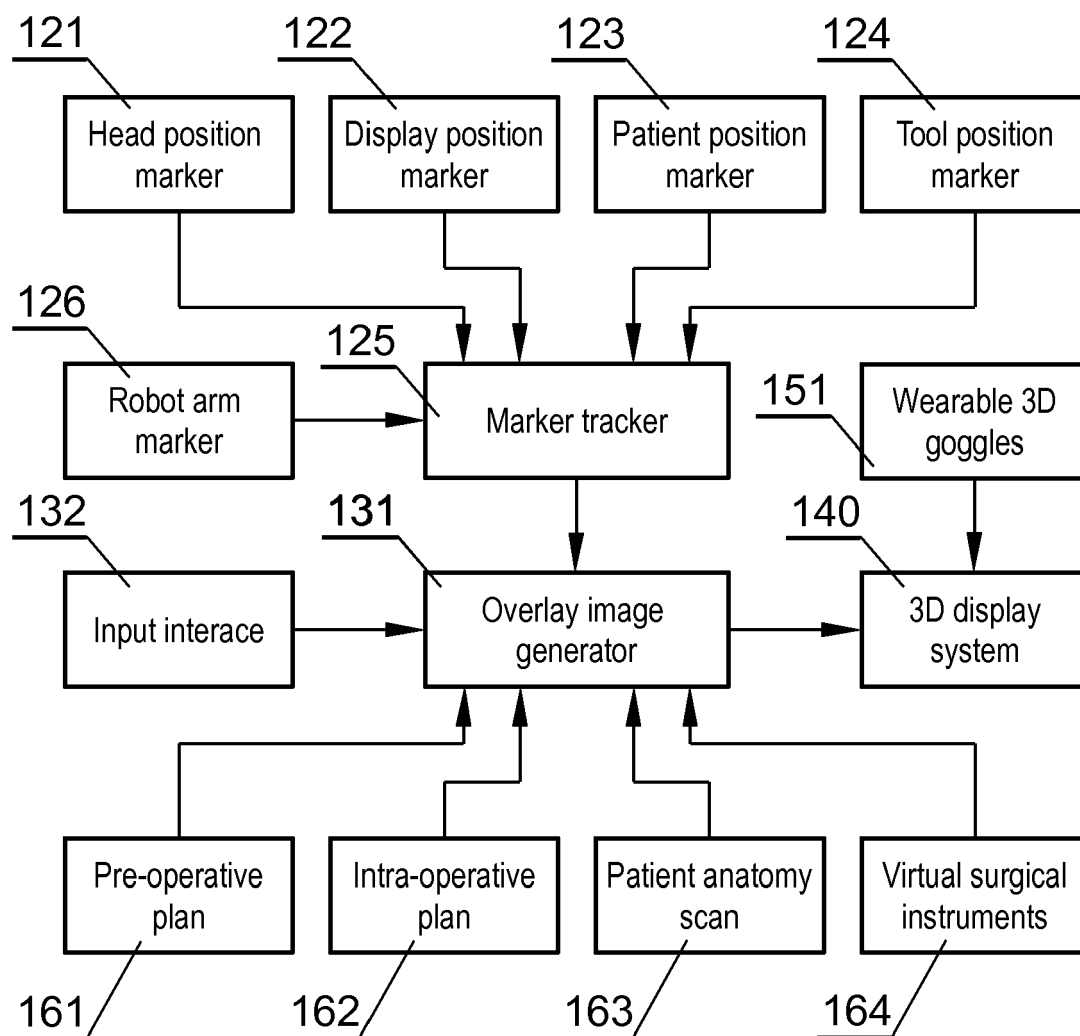 121
122
123
124
Head position
marker
Display position
marker
Patient position
marker
Tool position
marker
126
125
151
Robot arm
marker
Marker tracker
Wearable 3D
goggles
132
131
140
Input interace
Overlay image
generator
3D display
system
Pre-operative
plan
Intra-operative
plan
Patient anatomy
scan
Virtual surgical
instruments
161
162
163
164